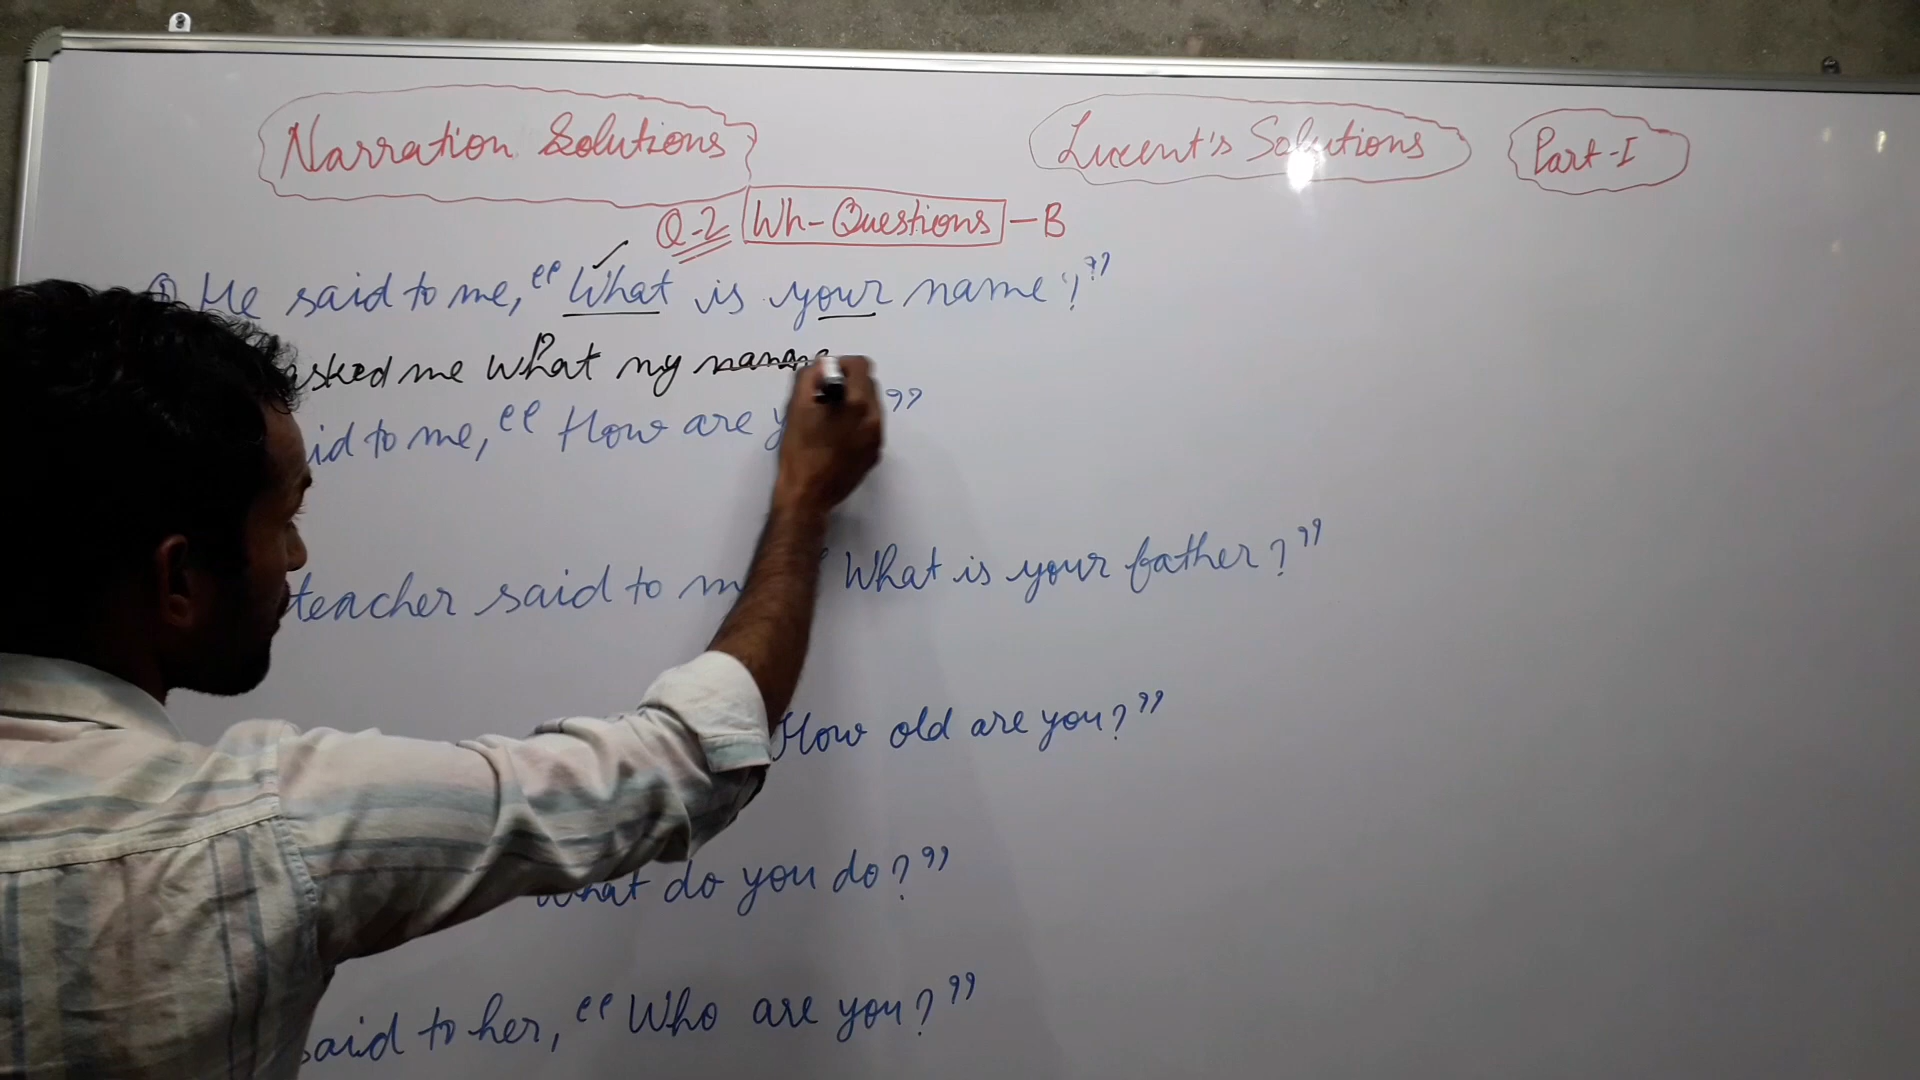 Narration Solutions Lucent's Solutions Part-I
Q-2 Wh-Questions - B
① He said to me, “What is your name?”
asked me what my name
id to me, “How are y ”
teacher said to m What is your father?”
How old are you?”
What do you do?”
said to her, “Who are you?”